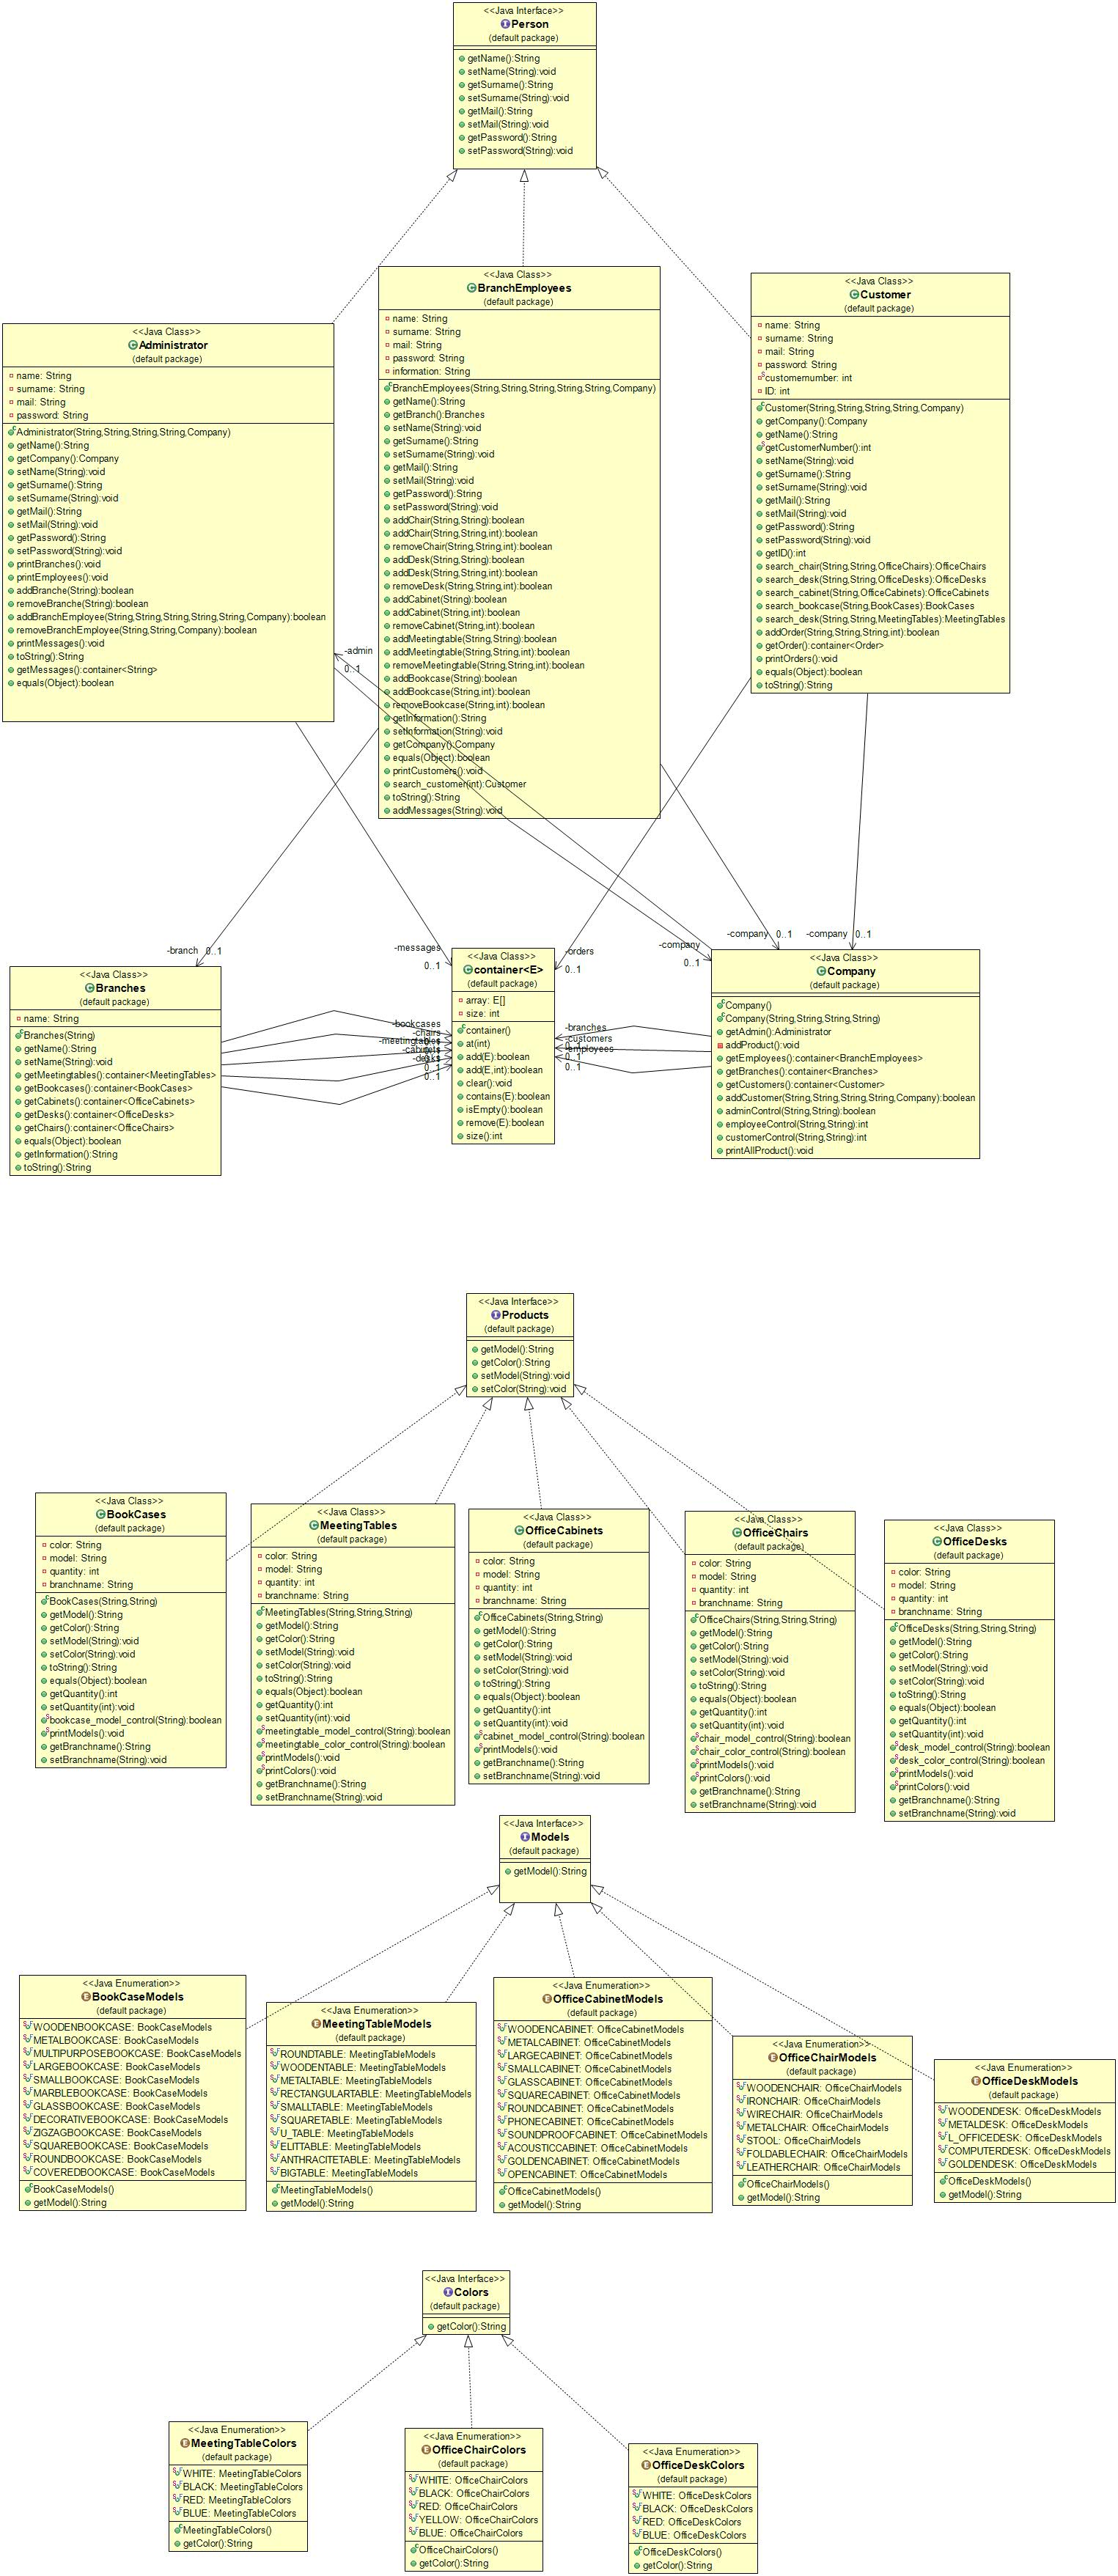 <<Java Interface>>
Person
(default package)
getName():String
setName(String):void
getSurname():String
setSurname(String):void
getMail():String
setMail(String):void
getPassword():String
setPassword(String):void
<<Java Class>>
Administrator
(default package)
name: String
surname: String
mail: String
password: String
Administrator(String,String,String,String,Company)
getName():String
getCompany():Company
setName(String):void
getSurname():String
setSurname(String):void
getMail():String
setMail(String):void
getPassword():String
setPassword(String):void
printBranches():void
printEmployees():void
addBranche(String):boolean
removeBranche(String):boolean
addBranchEmployee(String,String,String,String,String,Company):boolean
removeBranchEmployee(String,String,Company):boolean
printMessages():void
toString():String
getMessages():container<String>
equals(Object):boolean
<<Java Class>>
BranchEmployees
(default package)
name: String
surname: String
mail: String
password: String
information: String
BranchEmployees(String,String,String,String,String,Company)
getName():String
getBranch():Branches
setName(String):void
getSurname():String
setSurname(String):void
getMail():String
setMail(String):void
getPassword():String
setPassword(String):void
addChair(String,String):boolean
addChair(String,String,int):boolean
removeChair(String,String,int):boolean
addDesk(String,String):boolean
addDesk(String,String,int):boolean
removeDesk(String,String,int):boolean
addCabinet(String):boolean
addCabinet(String,int):boolean
removeCabinet(String,int):boolean
addMeetingtable(String,String):boolean
addMeetingtable(String,String,int):boolean
removeMeetingtable(String,String,int):boolean
addBookcase(String):boolean
addBookcase(String,int):boolean
removeBookcase(String,int):boolean
getInformation():String
setInformation(String):void
getCompany():Company
equals(Object):boolean
printCustomers():void
search_customer(int):Customer
toString():String
addMessages(String):void
<<Java Class>>
Customer
(default package)
name: String
surname: String
mail: String
password: String
customernumber: int
ID: int
Customer(String,String,String,String,Company)
getCompany():Company
getName():String
getCustomerNumber():int
setName(String):void
getSurname():String
setSurname(String):void
getMail():String
setMail(String):void
getPassword():String
setPassword(String):void
getID():int
search_chair(String,String,OfficeChairs):OfficeChairs
search_desk(String,String,OfficeDesks):OfficeDesks
search_cabinet(String,OfficeCabinets):OfficeCabinets
search_bookcase(String,BookCases):BookCases
search_desk(String,String,MeetingTables):MeetingTables
addOrder(String,String,String,int):boolean
getOrder():container<Order>
printOrders():void
equals(Object):boolean
toString():String
-admin
0..1
-branch 0..1
-messages
0..1
-orders
0..1
-company
0..1
-company 0..1
-company 0..1
<<Java Class>>
Branches
(default package)
name: String
Branches(String)
getName():String
setName(String):void
getMeetingtables():container<MeetingTables>
getBookcases():container<BookCases>
getCabinets():container<OfficeCabinets>
getDesks():container<OfficeDesks>
getChairs():container<OfficeChairs>
equals(Object):boolean
getInformation():String
toString():String
-bookcases
-chairs
-meetingtables
-cabinets
-desks
0..1
0..1
<<Java Class>>
container<E>
(default package)
array: E[]
size: int
container()
at(int)
add(E):boolean
add(E,int):boolean
clear():void
contains(E):boolean
isEmpty():boolean
remove(E):boolean
size():int
-branches
-customers
-employees
0..1
<<Java Class>>
Company
(default package)
Company()
Company(String,String,String,String)
getAdmin():Administrator
addProduct():void
getEmployees():container<BranchEmployees>
getBranches():container<Branches>
getCustomers():container<Customer>
addCustomer(String,String,String,String,Company):boolean
adminControl(String,String):boolean
employeeControl(String,String):int
customerControl(String,String):int
printAllProduct():void
<<Java Interface>>
Products
(default package)
getModel():String
getColor():String
setModel(String):void
setColor(String):void
<<Java Class>>
BookCases
(default package)
color: String
model: String
quantity: int
branchname: String
BookCases(String,String)
getModel():String
getColor():String
setModel(String):void
setColor(String):void
toString():String
equals(Object):boolean
getQuantity():int
setQuantity(int):void
bookcase_model_control(String):boolean
printModels():void
getBranchname():String
setBranchname(String):void
<<Java Class>>
MeetingTables
(default package)
color: String
model: String
quantity: int
branchname: String
MeetingTables(String,String,String)
getModel():String
getColor():String
setModel(String):void
setColor(String):void
toString():String
equals(Object):boolean
getQuantity():int
setQuantity(int):void
meetingtable_model_control(String):boolean
meetingtable_color_control(String):boolean
printModels():void
printColors():void
getBranchname():String
setBranchname(String):void
<<Java Class>>
OfficeCabinets
(default package)
color: String
model: String
quantity: int
branchname: String
OfficeCabinets(String,String)
getModel():String
getColor():String
setModel(String):void
setColor(String):void
toString():String
equals(Object):boolean
getQuantity():int
setQuantity(int):void
cabinet_model_control(String):boolean
printModels():void
getBranchname():String
setBranchname(String):void
<<Java Class>>
OfficeChairs
(default package)
color: String
model: String
quantity: int
branchname: String
OfficeChairs(String,String,String)
getModel():String
getColor():String
setModel(String):void
setColor(String):void
toString():String
equals(Object):boolean
getQuantity():int
setQuantity(int):void
chair_model_control(String):boolean
chair_color_control(String):boolean
printModels():void
printColors():void
getBranchname():String
setBranchname(String):void
<<Java Class>>
OfficeDesks
(default package)
color: String
model: String
quantity: int
branchname: String
OfficeDesks(String,String,String)
getModel():String
getColor():String
setModel(String):void
setColor(String):void
toString():String
equals(Object):boolean
getQuantity():int
setQuantity(int):void
desk_model_control(String):boolean
desk_color_control(String):boolean
printModels():void
printColors():void
getBranchname():String
setBranchname(String):void
<<Java Interface>>
Models
(default package)
getModel():String
<<Java Enumeration>>
BookCaseModels
(default package)
WOODENBOOKCASE: BookCaseModels
METALBOOKCASE: BookCaseModels
MULTIPURPOSEBOOKCASE: BookCaseModels
LARGEBOOKCASE: BookCaseModels
SMALLBOOKCASE: BookCaseModels
MARBLEBOOKCASE: BookCaseModels
GLASSBOOKCASE: BookCaseModels
DECORATIVEBOOKCASE: BookCaseModels
ZIGZAGBOOKCASE: BookCaseModels
SQUAREBOOKCASE: BookCaseModels
ROUNDBOOKCASE: BookCaseModels
COVEREDBOOKCASE: BookCaseModels
BookCaseModels()
getModel():String
<<Java Enumeration>>
MeetingTableModels
(default package)
ROUNDTABLE: MeetingTableModels
WOODENTABLE: MeetingTableModels
METALTABLE: MeetingTableModels
RECTANGULARTABLE: MeetingTableModels
SMALLTABLE: MeetingTableModels
SQUARETABLE: MeetingTableModels
U_TABLE: MeetingTableModels
ELITTABLE: MeetingTableModels
ANTHRACITETABLE: MeetingTableModels
BIGTABLE: MeetingTableModels
MeetingTableModels()
getModel():String
<<Java Enumeration>>
OfficeCabinetModels
(default package)
WOODENCABINET: OfficeCabinetModels
METALCABINET: OfficeCabinetModels
LARGECABINET: OfficeCabinetModels
SMALLCABINET: OfficeCabinetModels
GLASSCABINET: OfficeCabinetModels
SQUARECABINET: OfficeCabinetModels
ROUNDCABINET: OfficeCabinetModels
PHONECABINET: OfficeCabinetModels
SOUNDPROOFCABINET: OfficeCabinetModels
ACOUSTICCABINET: OfficeCabinetModels
GOLDENCABINET: OfficeCabinetModels
OPENCABINET: OfficeCabinetModels
OfficeCabinetModels()
getModel():String
<<Java Enumeration>>
OfficeChairModels
(default package)
WOODENCHAIR: OfficeChairModels
IRONCHAIR: OfficeChairModels
WIRECHAIR: OfficeChairModels
METALCHAIR: OfficeChairModels
STOOL: OfficeChairModels
FOLDABLECHAIR: OfficeChairModels
LEATHERCHAIR: OfficeChairModels
OfficeChairModels()
getModel():String
<<Java Enumeration>>
OfficeDeskModels
(default package)
WOODENDESK: OfficeDeskModels
METALDESK: OfficeDeskModels
L_OFFICEDESK: OfficeDeskModels
COMPUTERDESK: OfficeDeskModels
GOLDENDESK: OfficeDeskModels
OfficeDeskModels()
getModel():String
<<Java Interface>>
Colors
(default package)
getColor():String
<<Java Enumeration>>
MeetingTableColors
(default package)
WHITE: MeetingTableColors
BLACK: MeetingTableColors
RED: MeetingTableColors
BLUE: MeetingTableColors
MeetingTableColors()
getColor():String
<<Java Enumeration>>
OfficeChairColors
(default package)
WHITE: OfficeChairColors
BLACK: OfficeChairColors
RED: OfficeChairColors
YELLOW: OfficeChairColors
BLUE: OfficeChairColors
OfficeChairColors()
getColor():String
<<Java Enumeration>>
OfficeDeskColors
(default package)
WHITE: OfficeDeskColors
BLACK: OfficeDeskColors
RED: OfficeDeskColors
BLUE: OfficeDeskColors
OfficeDeskColors()
getColor():String